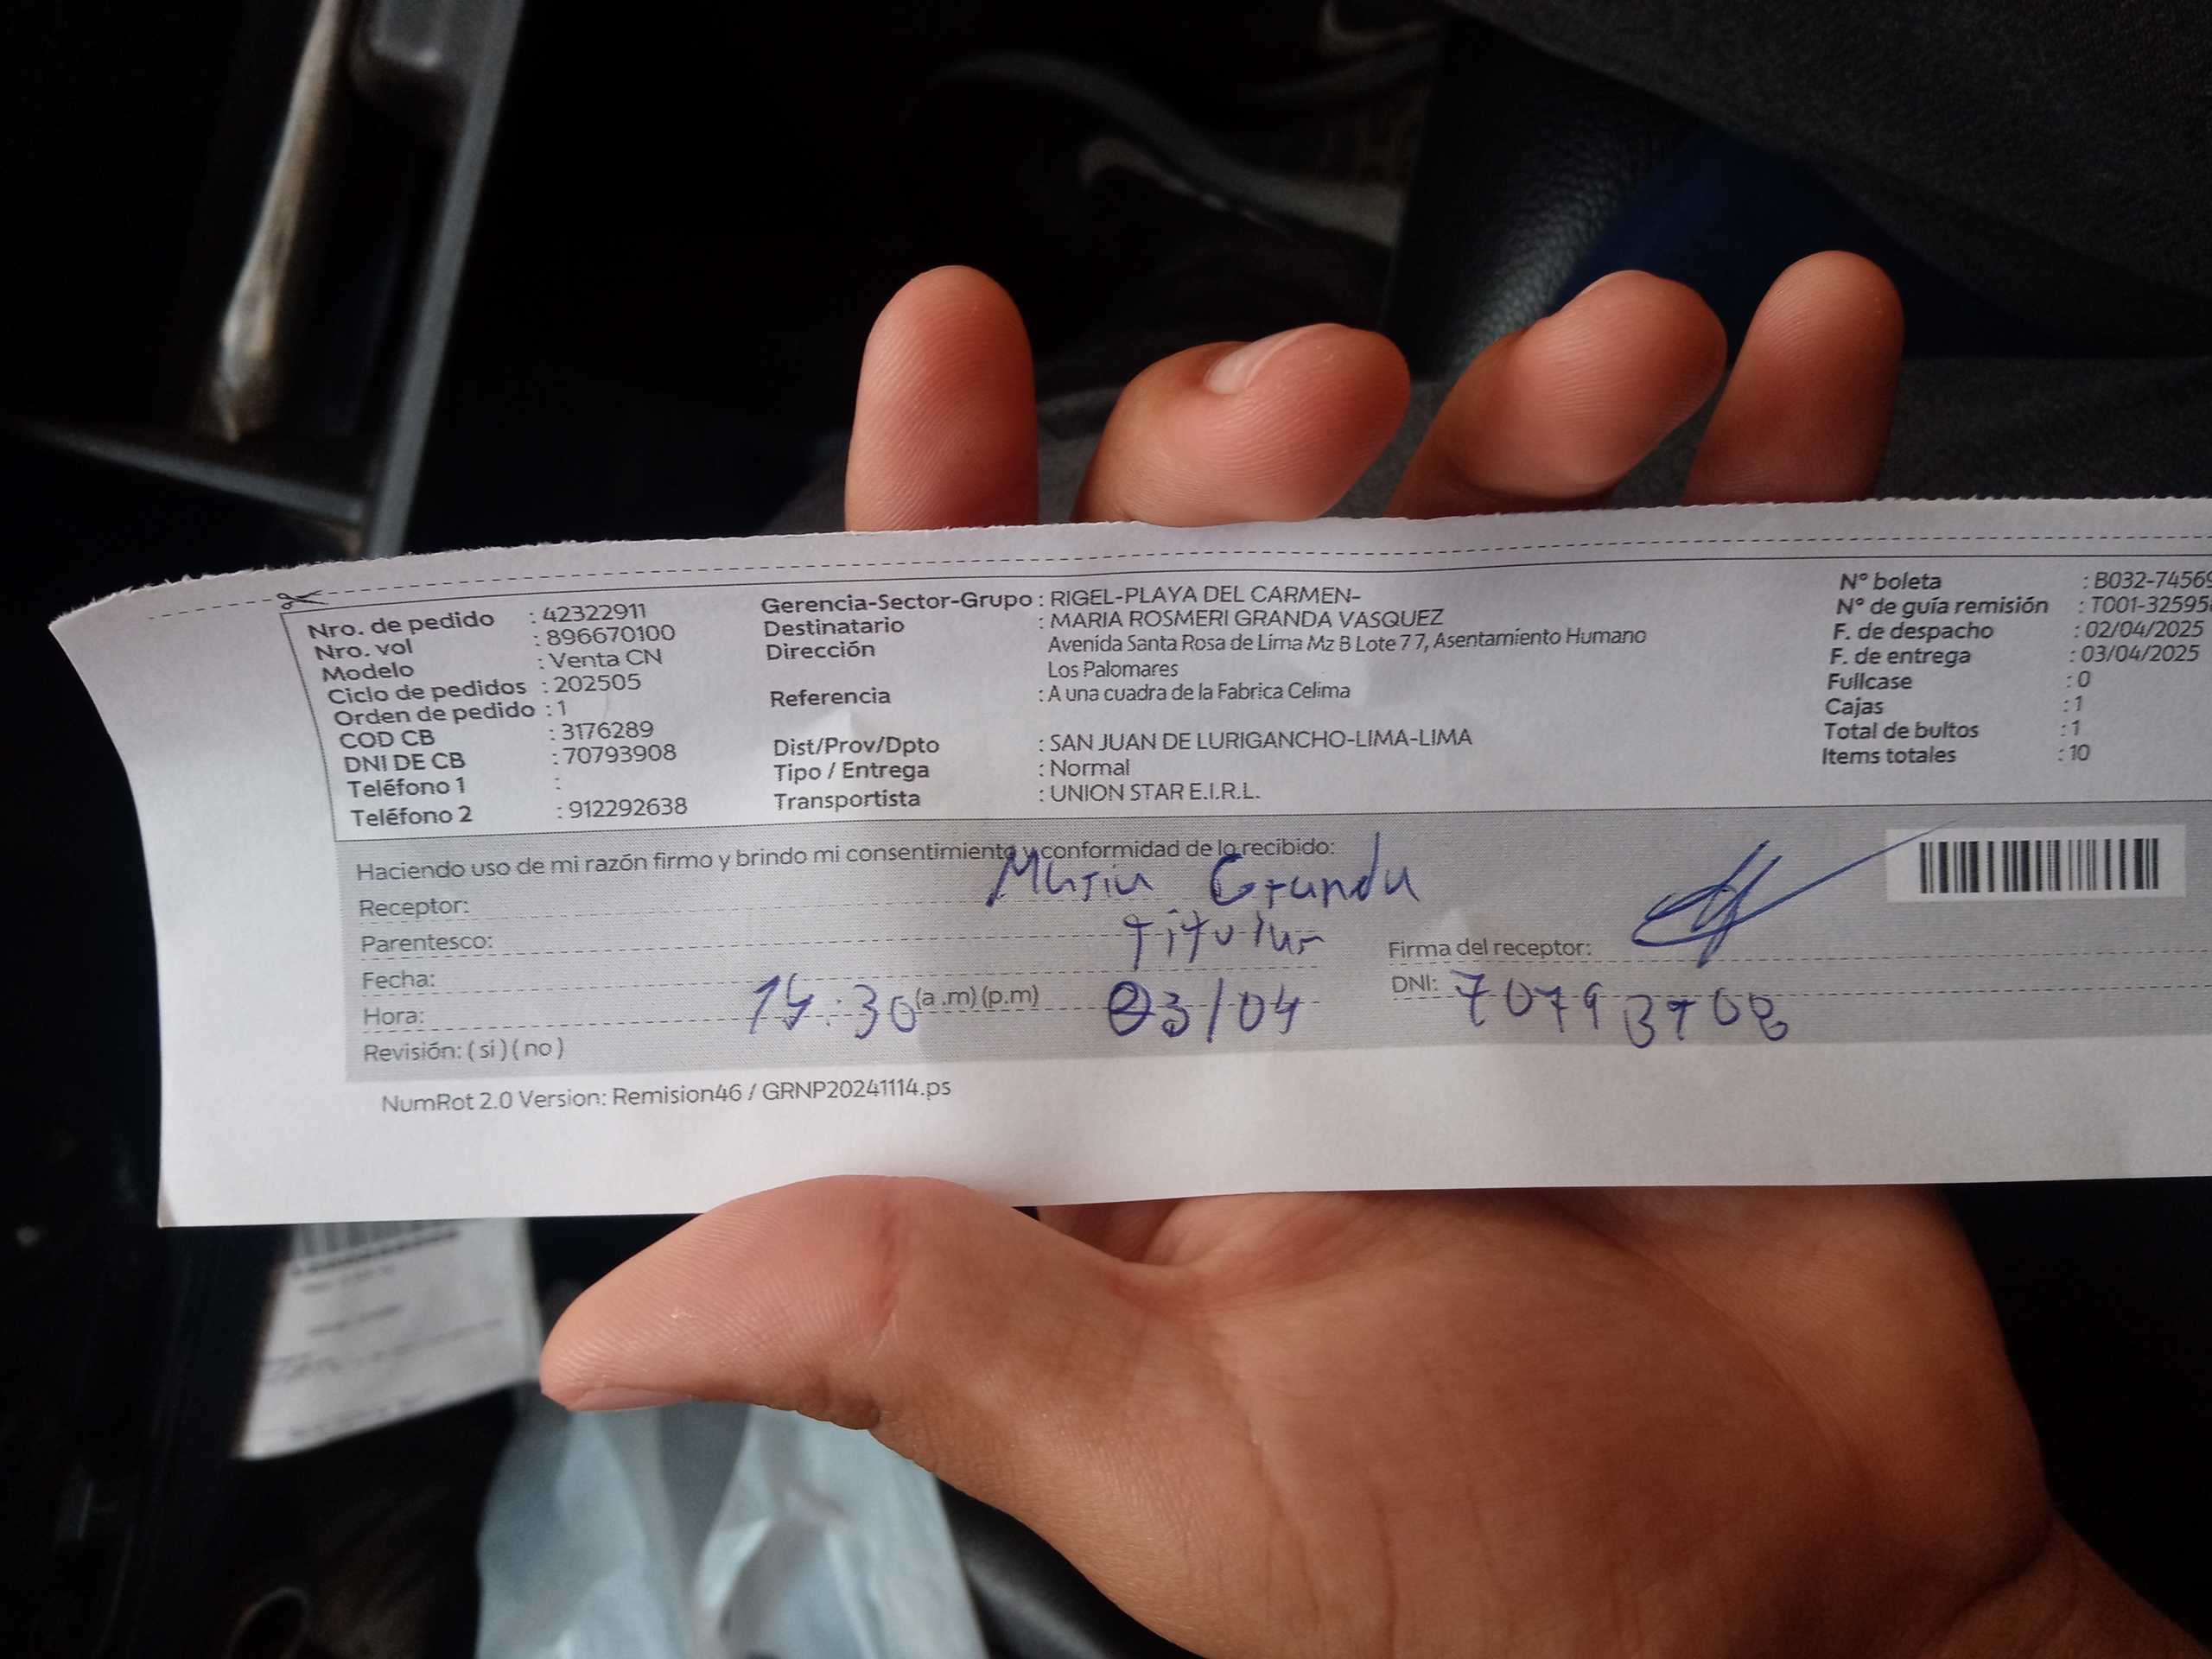 Nro. de pedido : 42322911
Nro. vol : 896670100
Modelo : Venta CN
Ciclo de pedidos : 202505
Orden de pedido : 1
COD CB : 3176289
DNI DE CB : 70793908
Teléfono 1 :
Teléfono 2 : 912292638
Gerencia-Sector-Grupo : RIGEL-PLAYA DEL CARMEN-
Destinatario : MARIA ROSMERI GRANDA VASQUEZ
Dirección Avenida Santa Rosa de Lima Mz B Lote 77, Asentamiento Humano
Los Palomares
Referencia : A una cuadra de la Fabrica Celima
Dist/Prov/Dpto : SAN JUAN DE LURIGANCHO-LIMA-LIMA
Tipo / Entrega : Normal
Transportista : UNION STAR E.I.R.L.
N° boleta : B032-74569
N° de guía remisión : T001-32595
F. de despacho : 02/04/2025
F. de entrega : 03/04/2025
Fullcase : 0
Cajas : 1
Total de bultos : 1
Items totales : 10
Haciendo uso de mi razón firmo y brindo mi consentimiento y conformidad de lo recibido:
Receptor: Maria Granda
Parentesco: Titular
Firma del receptor:
Fecha: 03/04
DNI: 70793908
Hora: 14:30 (a.m) (p.m)
Revisión: ( sí ) ( no )
NumRot 2.0 Version: Remision46 / GRNP20241114.ps